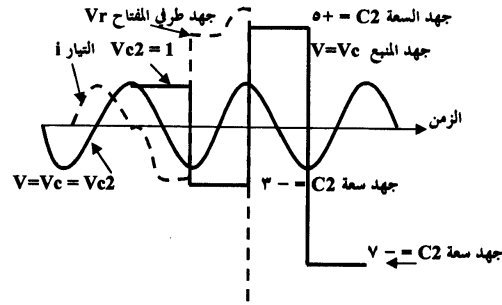 جهد طرفي المفتاح Vr
جهد السعة C2 = +٥
التيار i
Vc2 = 1
جهد المنبع V=Vc
الزمن
V=Vc = Vc2
جهد سعة C2 = – ٣
جهد سعة C2 = – ٧